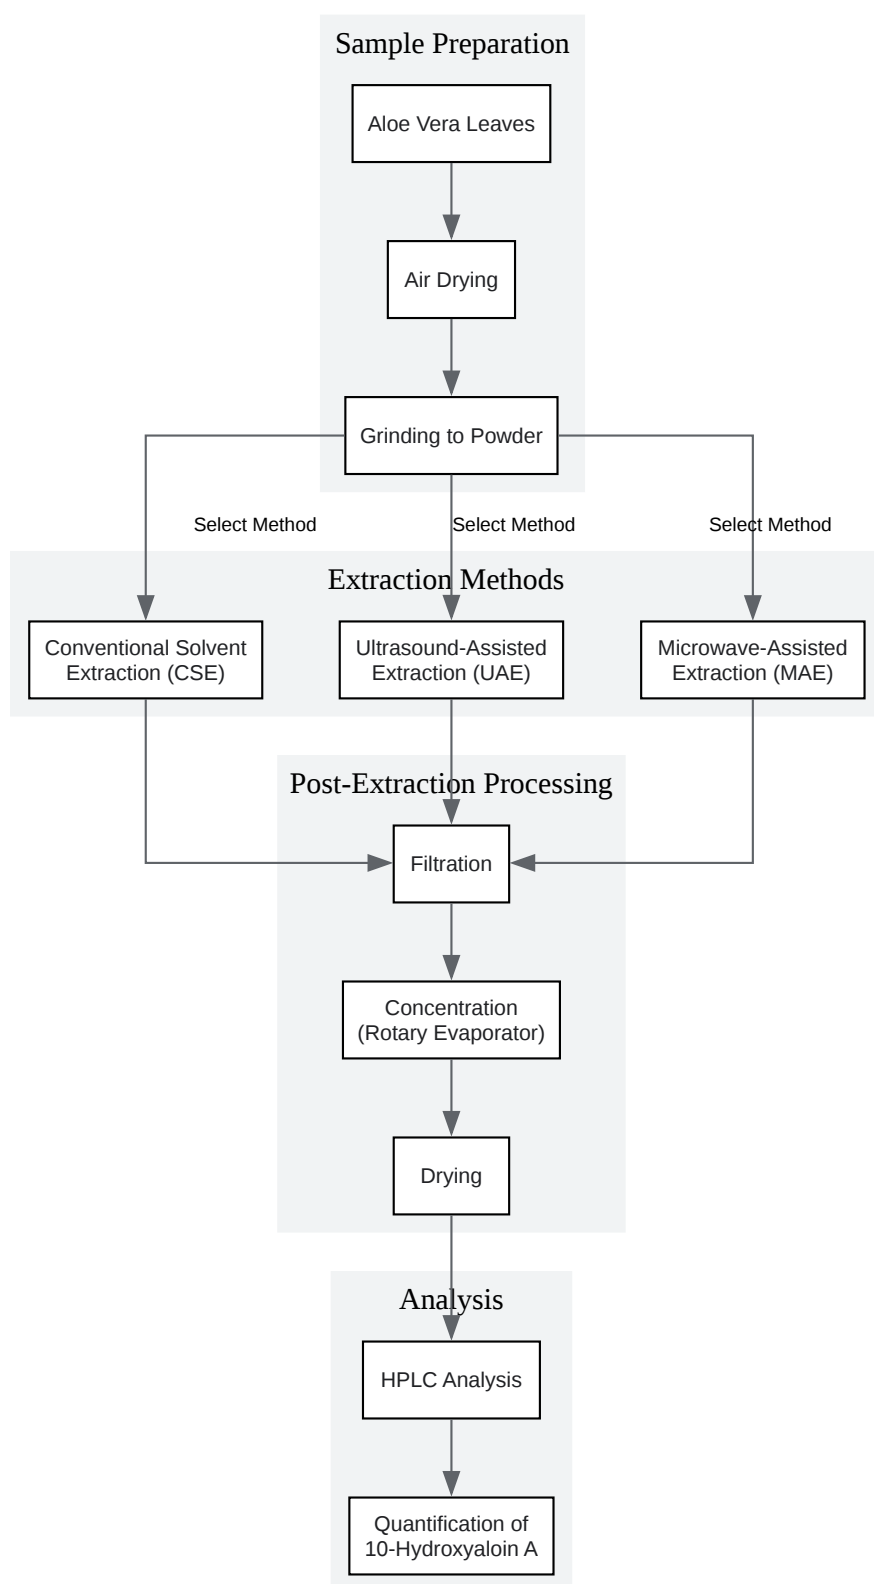 Sample Preparation
Aloe Vera Leaves
Air Drying
Grinding to Powder
Select Method
Select Method
Select Method
Extraction Methods
Conventional Solvent
Extraction (CSE)
Ultrasound-Assisted
Extraction (UAE)
Microwave-Assisted
Extraction (MAE)
Post-Extraction Processing
Filtration
Concentration
(Rotary Evaporator)
Drying
Analysis
HPLC Analysis
Quantification of
10-Hydroxyaloin A